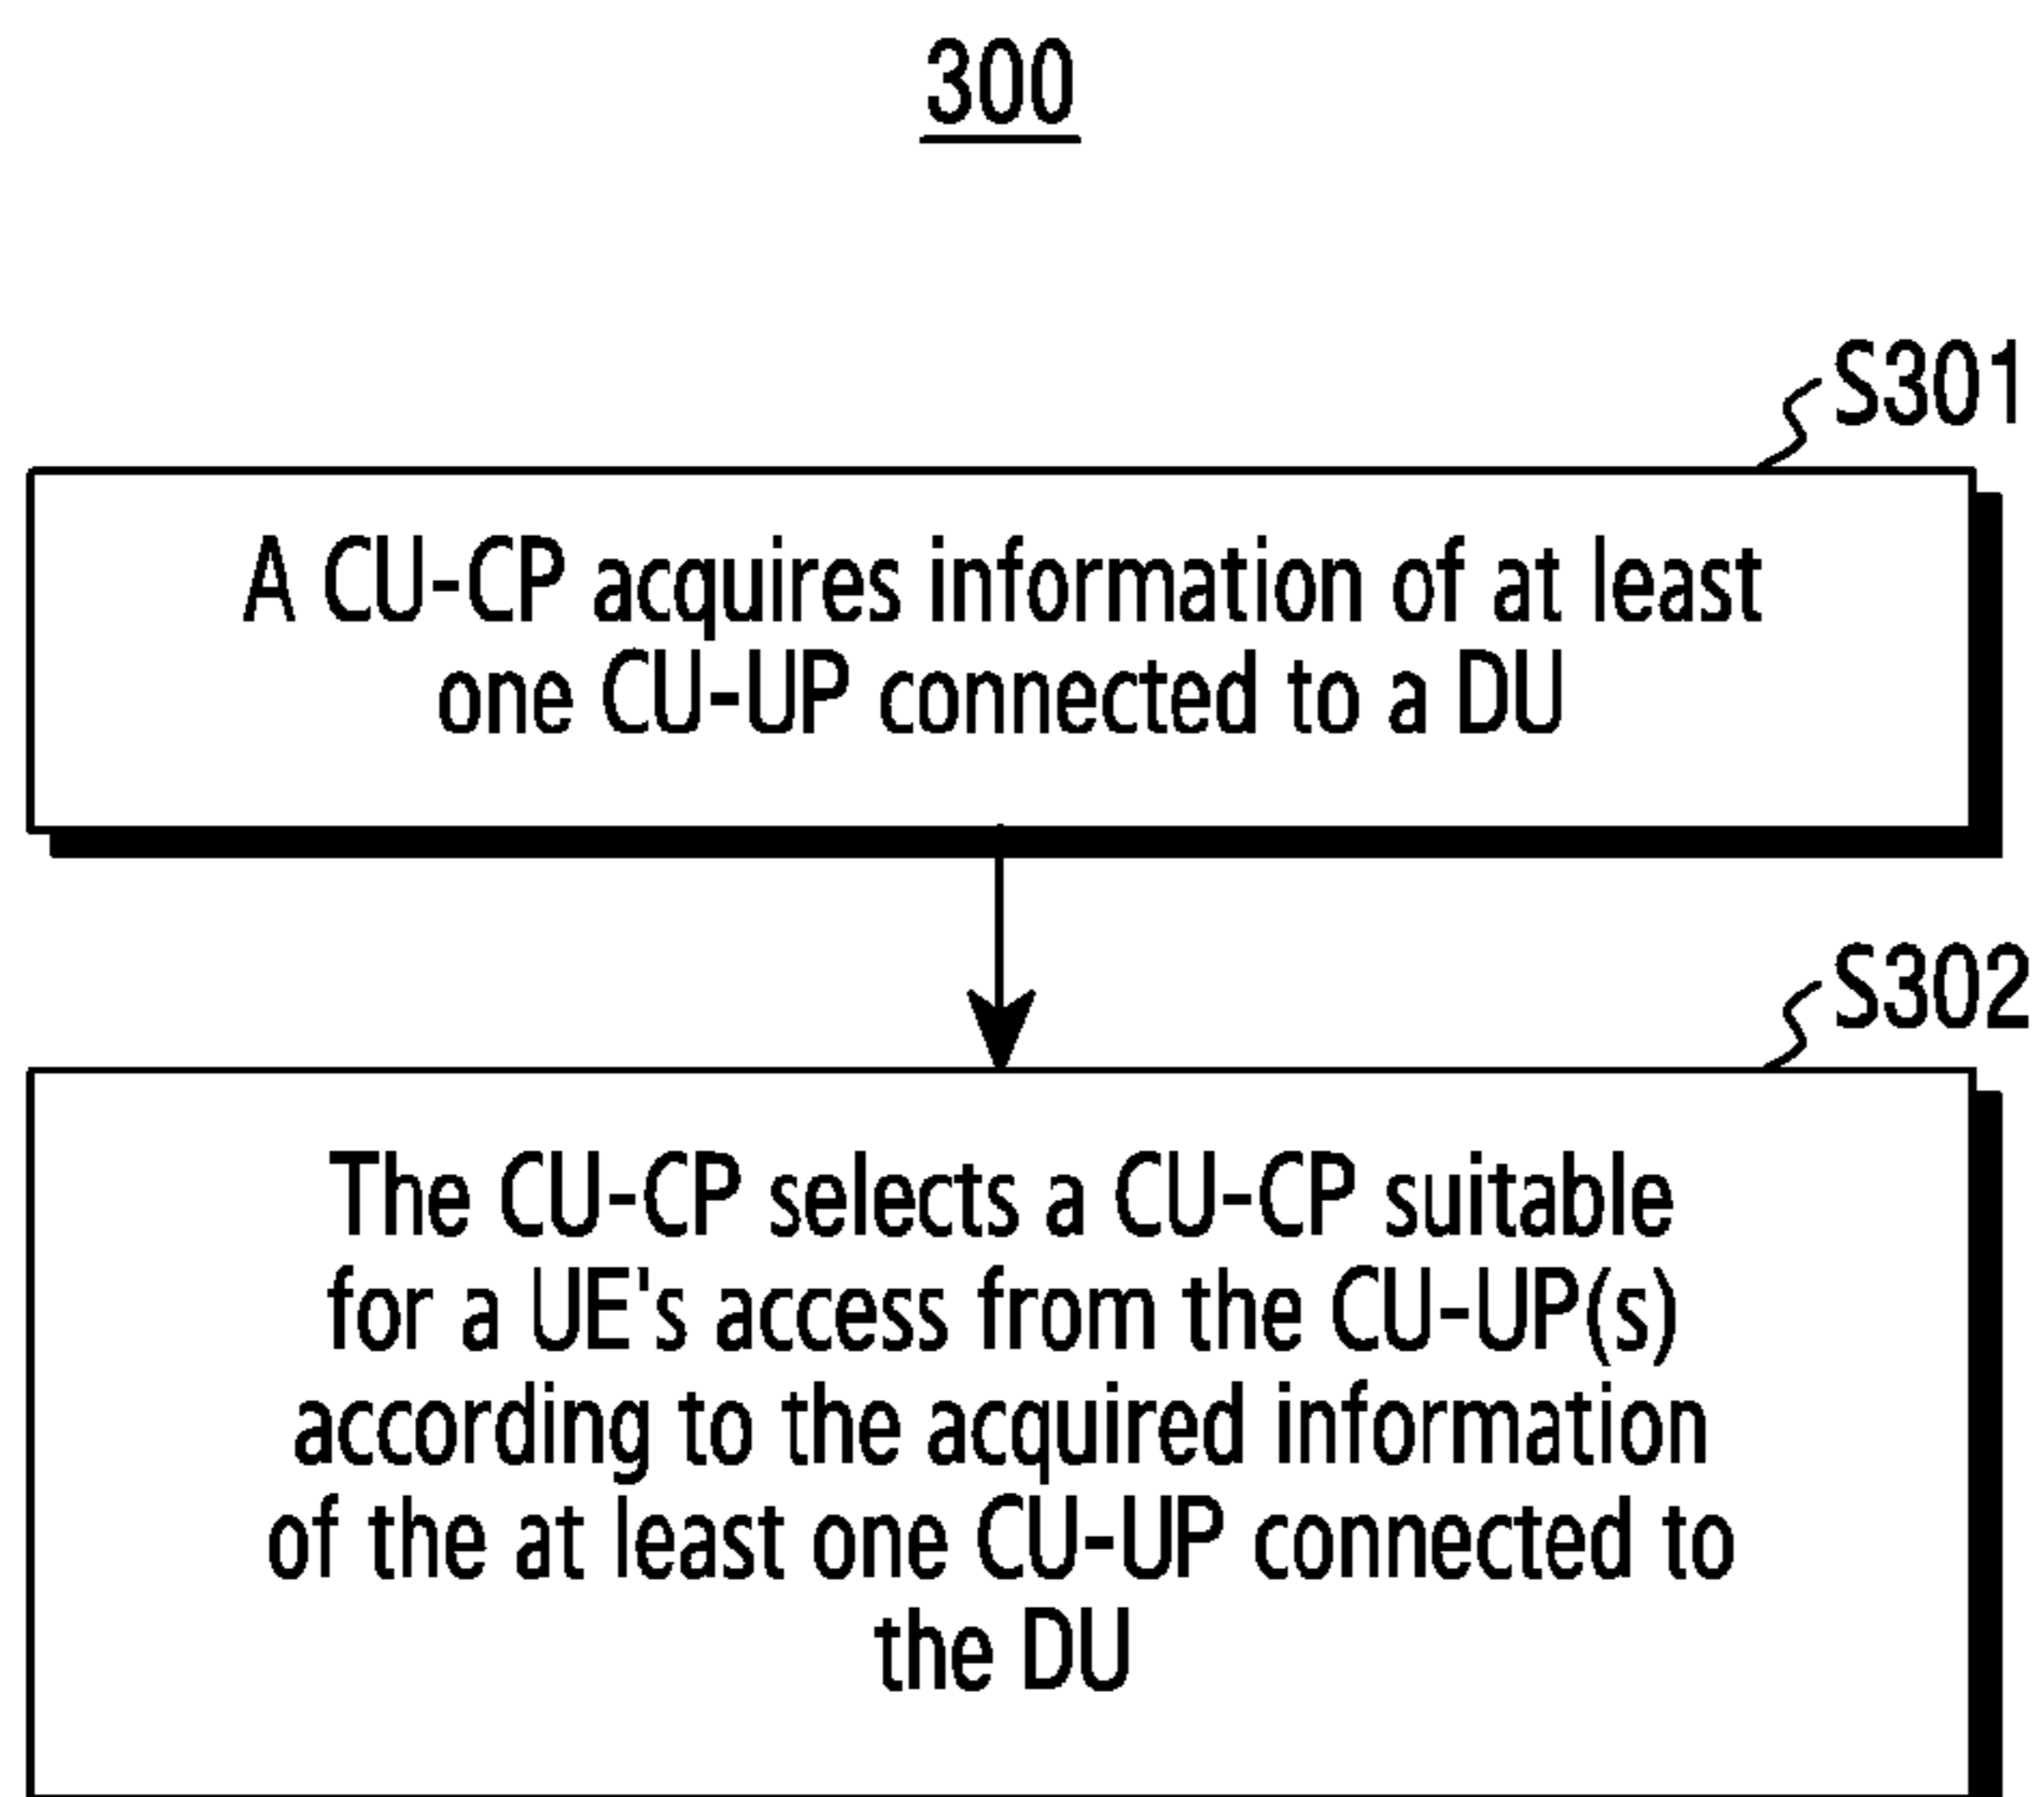 300
S301
A CU-CP acquires information of at least
one CU-UP connected to a DU
S302
The CU-CP selects a CU-CP suitable
for a UE's access from the CU-UP(s)
according to the acquired information
of the at least one CU-UP connected to
the DU